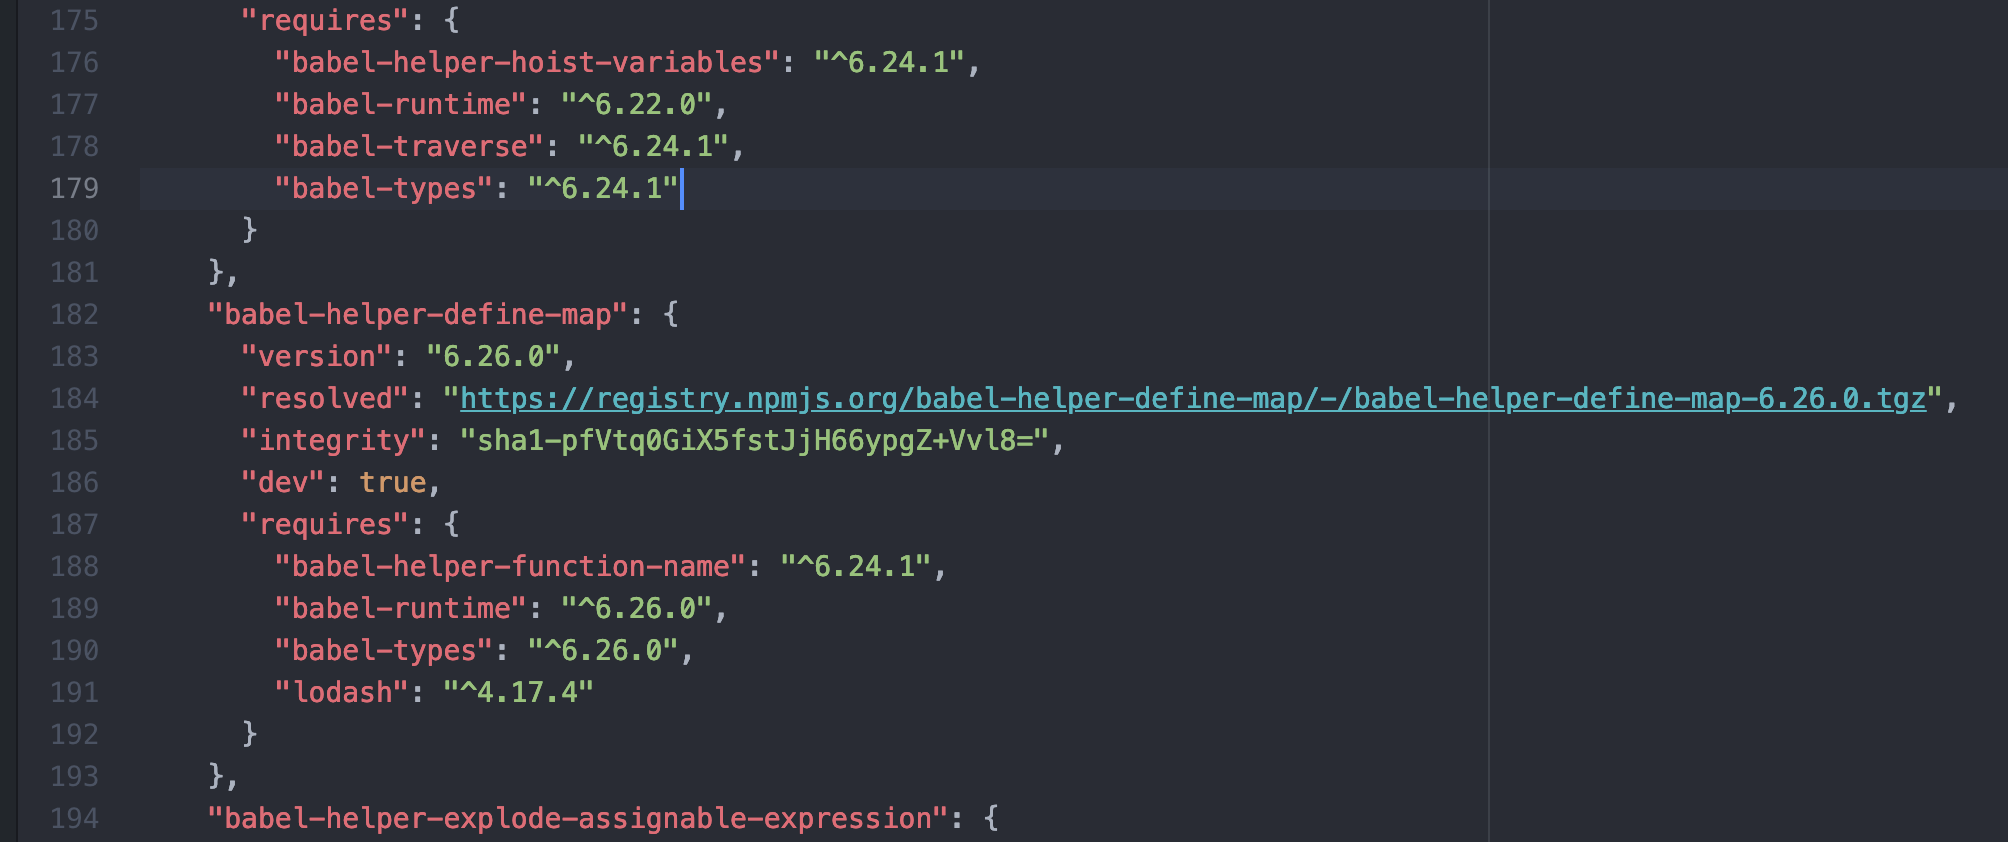 175 "requires": {
176 "babel-helper-hoist-variables": "^6.24.1",
177 "babel-runtime": "^6.22.0",
178 "babel-traverse": "^6.24.1",
179 "babel-types": "^6.24.1"
180 }
181 },
182 "babel-helper-define-map": {
183 "version": "6.26.0",
184 "resolved": "https://registry.npmjs.org/babel-helper-define-map/-/babel-helper-define-map-6.26.0.tgz",
185 "integrity": "sha1-pfVtq0GiX5fstJjH66ypgZ+Vvl8=",
186 "dev": true,
187 "requires": {
188 "babel-helper-function-name": "^6.24.1",
189 "babel-runtime": "^6.26.0",
190 "babel-types": "^6.26.0",
191 "lodash": "^4.17.4"
192 }
193 },
194 "babel-helper-explode-assignable-expression": {